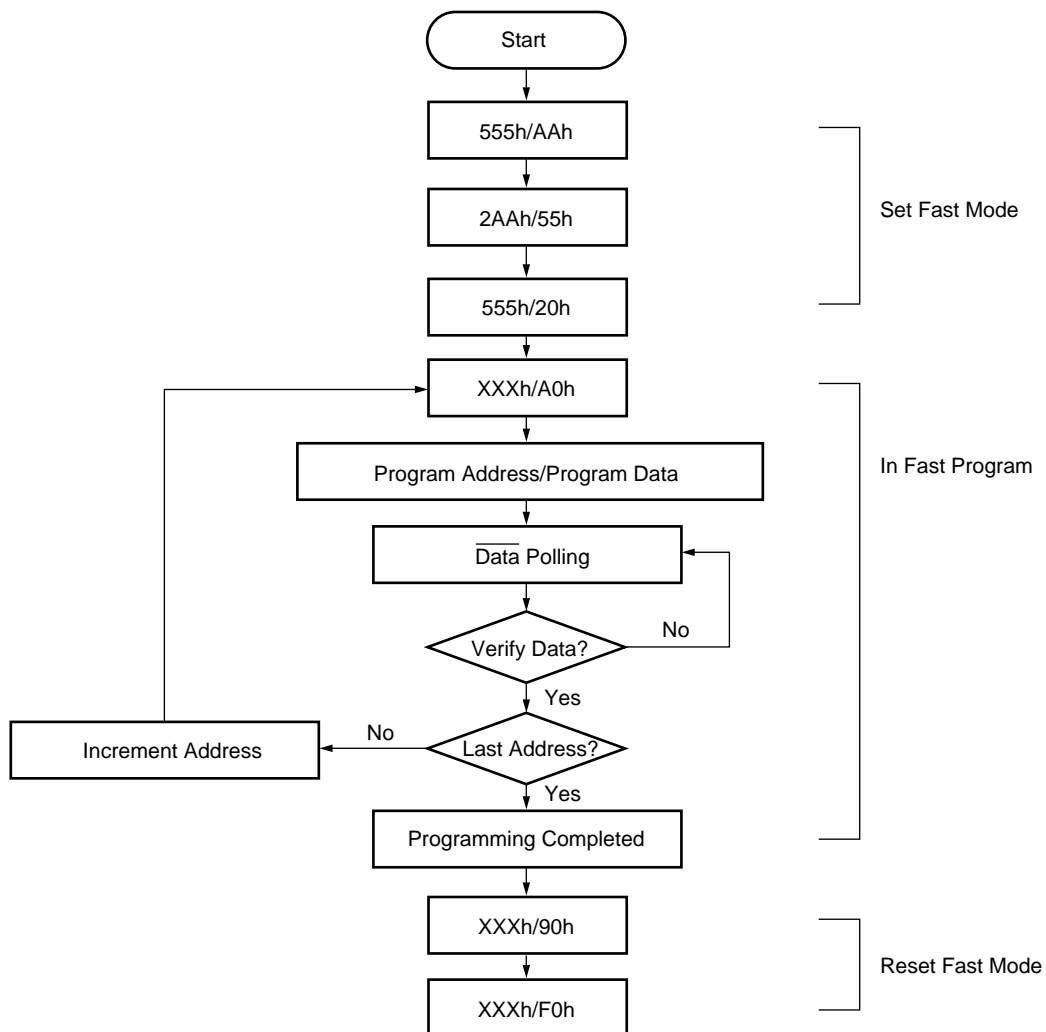 Start
555h/AAh
2AAh/55h
Set Fast Mode
555h/20h
XXXh/A0h
In Fast Program
Program Address/Program Data
Data Polling
Verify Data?
No
Yes
Last Address?
No
Increment Address
Yes
Programming Completed
XXXh/90h
Reset Fast Mode
XXXh/F0h